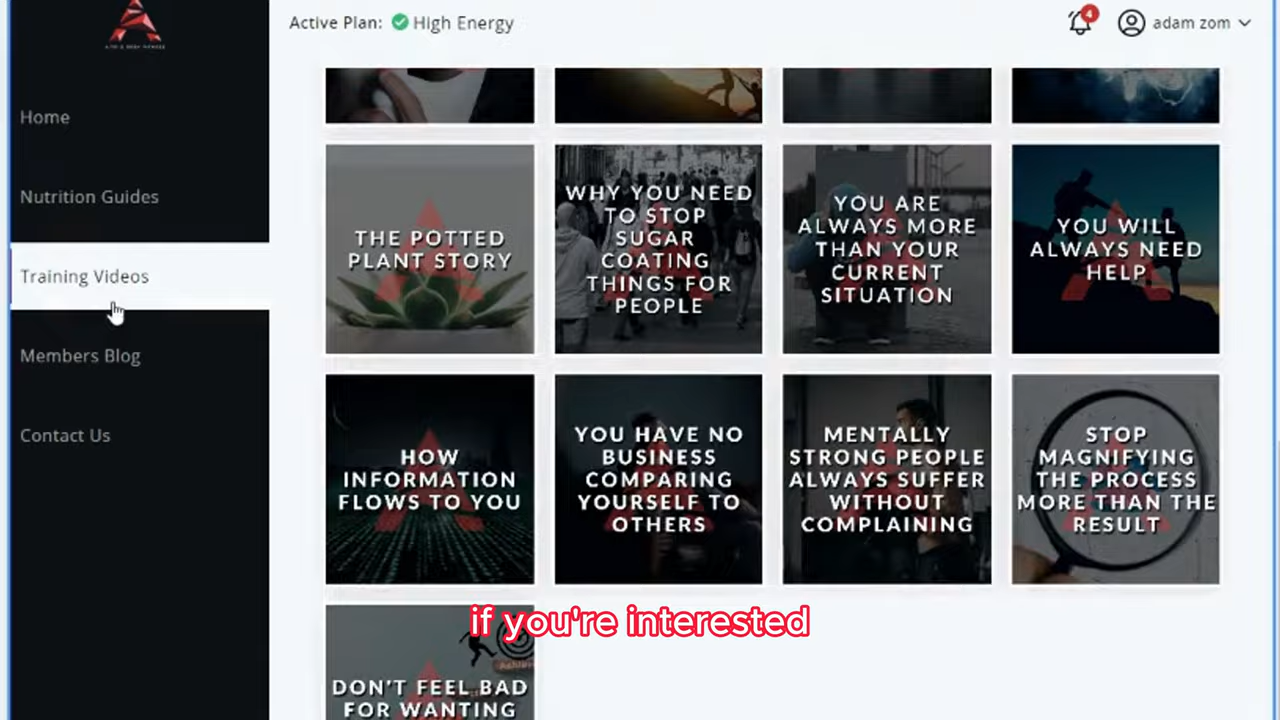 Active Plan: High Energy
4
adam zom
Home
Nutrition Guides
Training Videos
Members Blog
Contact Us
THE POTTED
PLANT STORY
WHY YOU NEED
TO STOP
SUGAR
COATING
THINGS FOR
PEOPLE
YOU ARE
ALWAYS MORE
THAN YOUR
CURRENT
SITUATION
YOU WILL
ALWAYS NEED
HELP
HOW
INFORMATION
FLOWS TO YOU
YOU HAVE NO
BUSINESS
COMPARING
YOURSELF TO
OTHERS
MENTALLY
STRONG PEOPLE
ALWAYS SUFFER
WITHOUT
COMPLAINING
STOP
MAGNIFYING
THE PROCESS
MORE THAN THE
RESULT
if you're interested
DON'T FEEL BAD
FOR WANTING